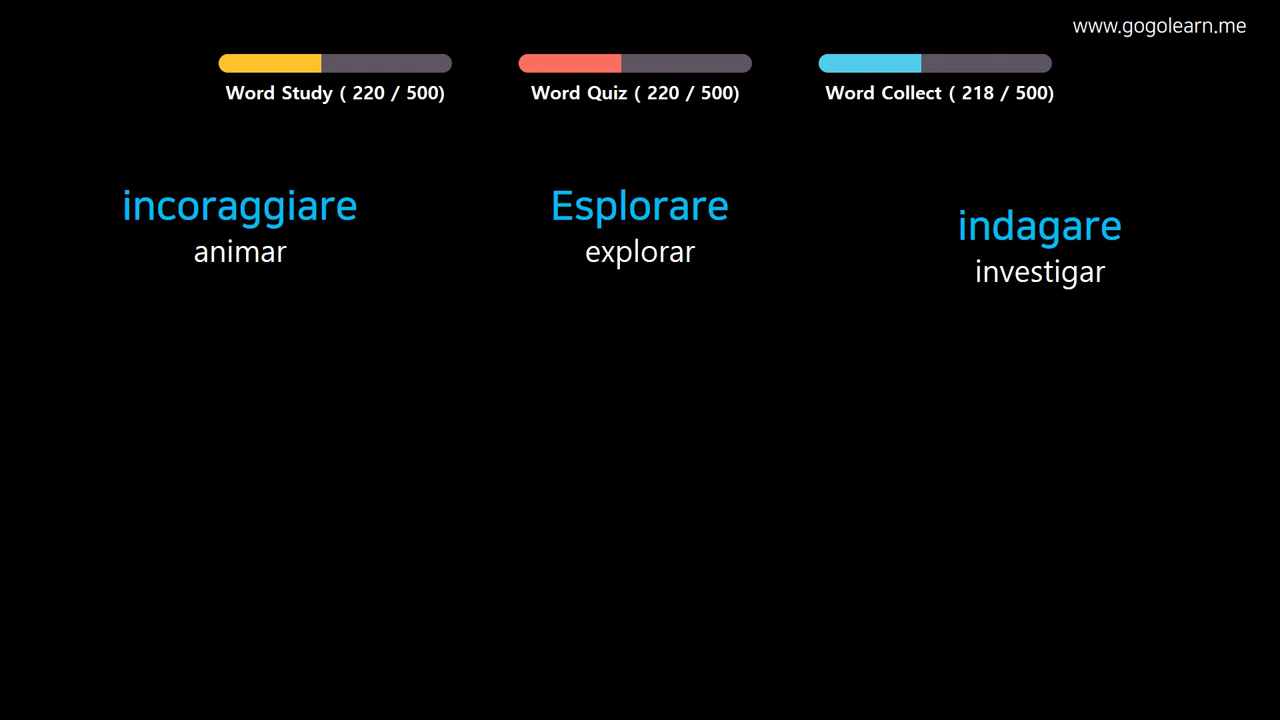 www.gogolearn.me
Word Study ( 220 / 500)
Word Quiz ( 220 / 500)
Word Collect ( 218 / 500)
incoraggiare
animar
Esplorare
explorar
indagare
investigar